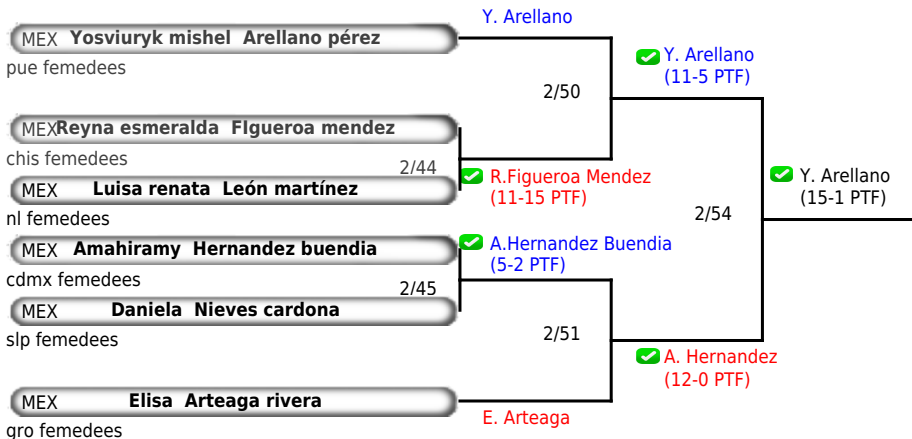 Y. Arellano
MEX Yosviuryk mishel Arellano pérez
pue femedees
Y. Arellano
(11-5 PTF)
2/50
MEX Reyna esmeralda FIgueroa mendez
chis femedees
2/44
R.Figueroa Mendez
(11-15 PTF)
MEX Luisa renata León martínez
nl femedees
Y. Arellano
(15-1 PTF)
2/54
MEX Amahiramy Hernandez buendia
cdmx femedees
A.Hernandez Buendia
(5-2 PTF)
2/45
MEX Daniela Nieves cardona
slp femedees
2/51
A. Hernandez
(12-0 PTF)
MEX Elisa Arteaga rivera
gro femedees
E. Arteaga